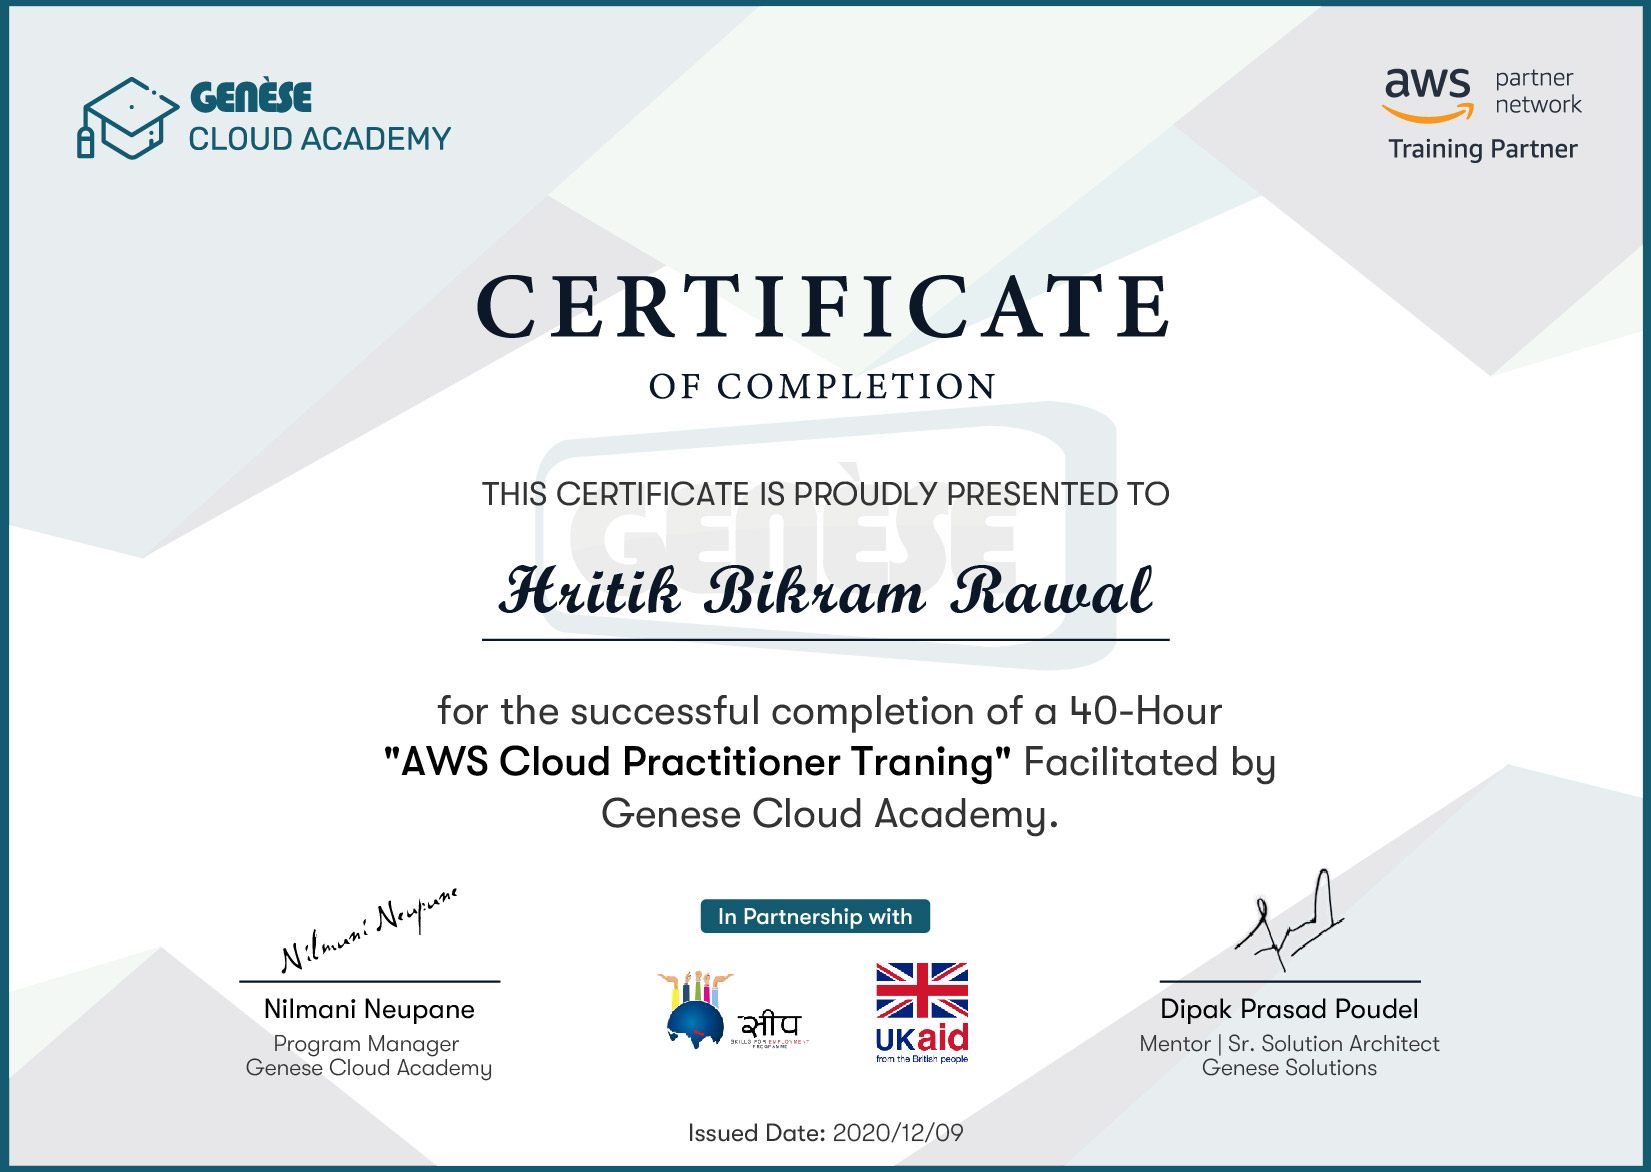 GENÈSE
CLOUD ACADEMY
aws partner network
Training Partner
CERTIFICATE
OF COMPLETION
THIS CERTIFICATE IS PROUDLY PRESENTED TO
GENÈSE
Hritik Bikram Rawal
for the successful completion of a 40-Hour
"AWS Cloud Practitioner Traning" Facilitated by
Genese Cloud Academy.
Nilmani Neupane
In Partnership with
Nilmani Neupane
Program Manager
Genese Cloud Academy
सीप
SKILLS FOR EMPLOYMENT
PROGRAMME
UKaid
from the British people
Dipak Prasad Poudel
Mentor | Sr. Solution Architect
Genese Solutions
Issued Date: 2020/12/09